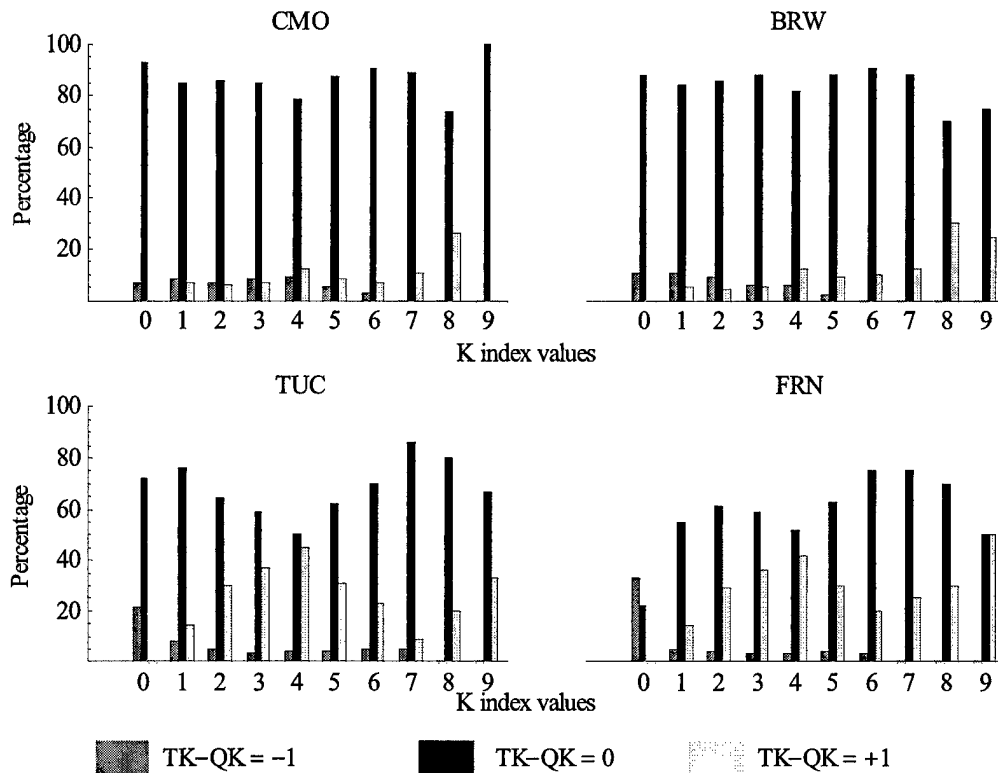 CMO
BRW
100
80
60
40
20
Percentage
0 1 2 3 4 5 6 7 8 9
0 1 2 3 4 5 6 7 8 9
K index values
TUC
FRN
100
80
60
40
20
Percentage
0 1 2 3 4 5 6 7 8 9
0 1 2 3 4 5 6 7 8 9
K index values
TK−QK = −1
TK−QK = 0
TK−QK = +1